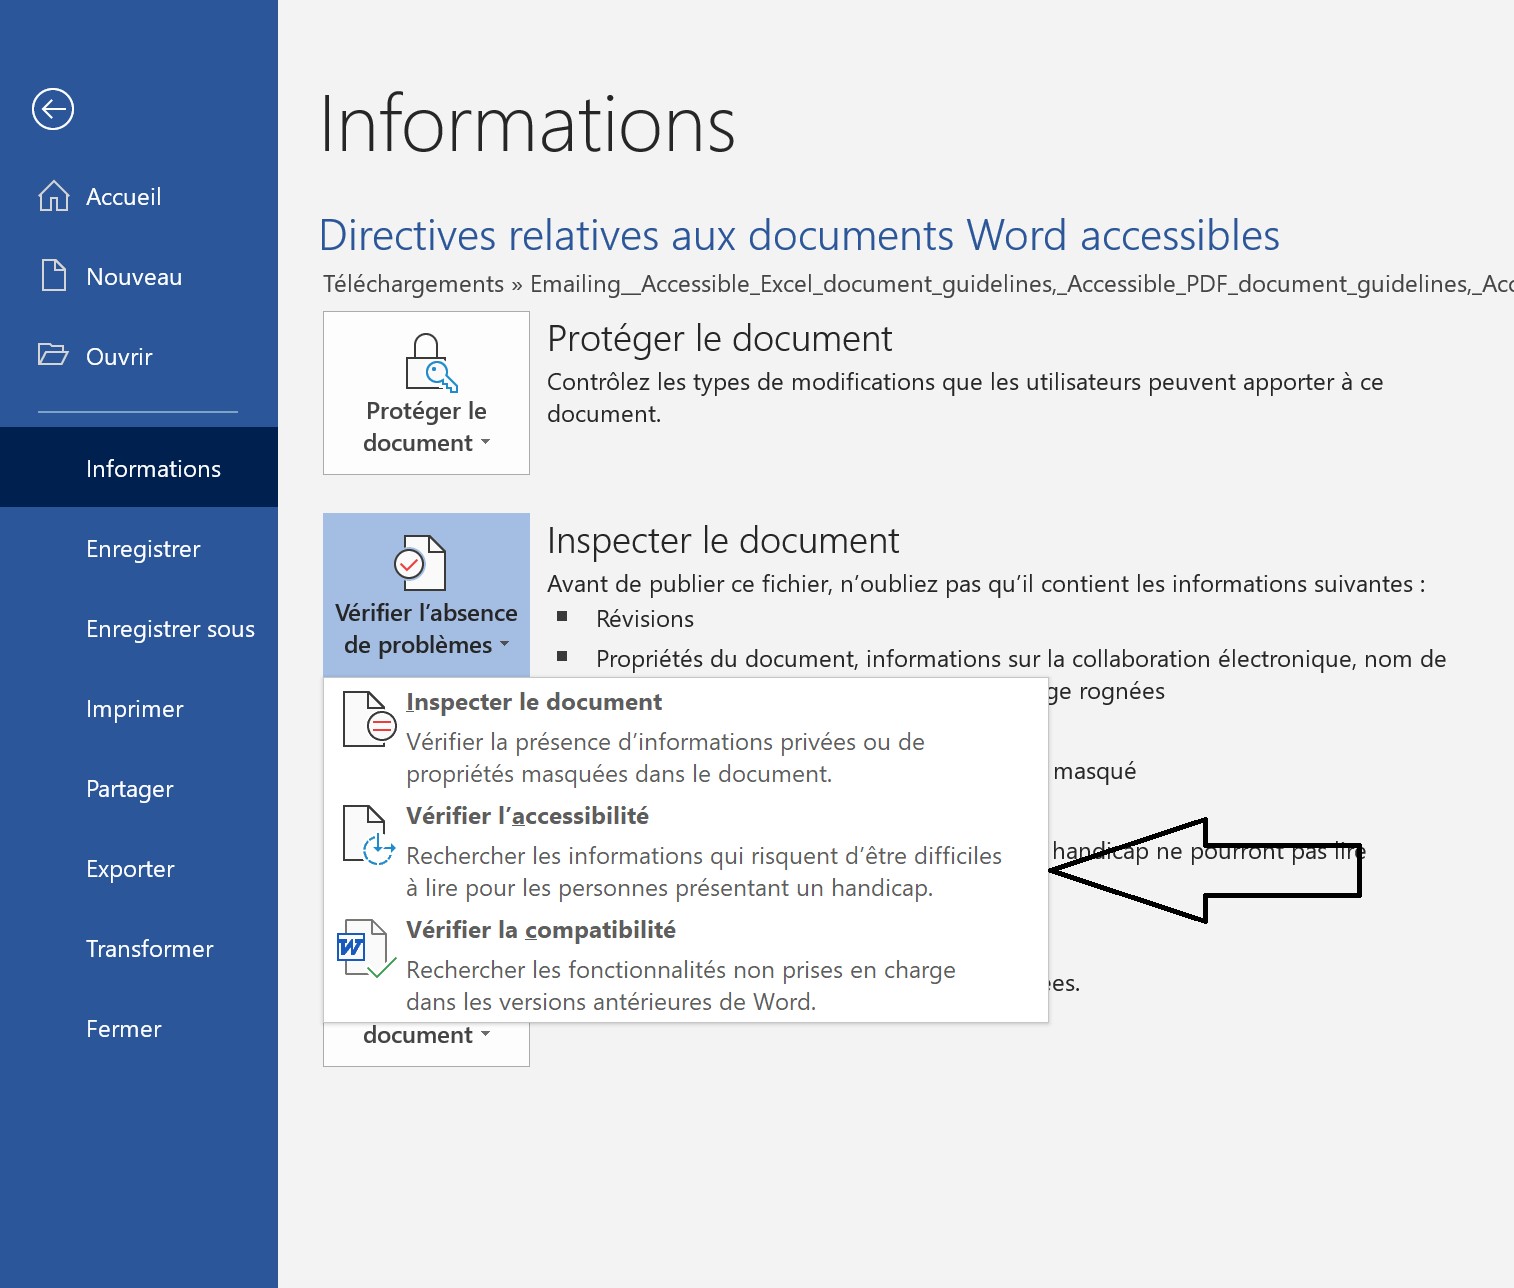 Informations
Directives relatives aux documents Word accessibles
Téléchargements » Emailing__Accessible_Excel_document_guidelines,_Accessible_PDF_document_guidelines,_Acc
Accueil
Nouveau
Ouvrir
Informations
Enregistrer
Enregistrer sous
Imprimer
Partager
Exporter
Transformer
Fermer
Protéger le
document
Protéger le document
Contrôlez les types de modifications que les utilisateurs peuvent apporter à ce
document.
Vérifier l’absence
de problèmes
Inspecter le document
Avant de publier ce fichier, n’oubliez pas qu’il contient les informations suivantes :
Révisions
Propriétés du document, informations sur la collaboration électronique, nom de
ge rognées
masqué
handicap ne pourront pas lire
es.
Inspecter le document
Vérifier la présence d’informations privées ou de
propriétés masquées dans le document.
Vérifier l’accessibilité
Rechercher les informations qui risquent d’être difficiles
à lire pour les personnes présentant un handicap.
Vérifier la compatibilité
Rechercher les fonctionnalités non prises en charge
dans les versions antérieures de Word.
document